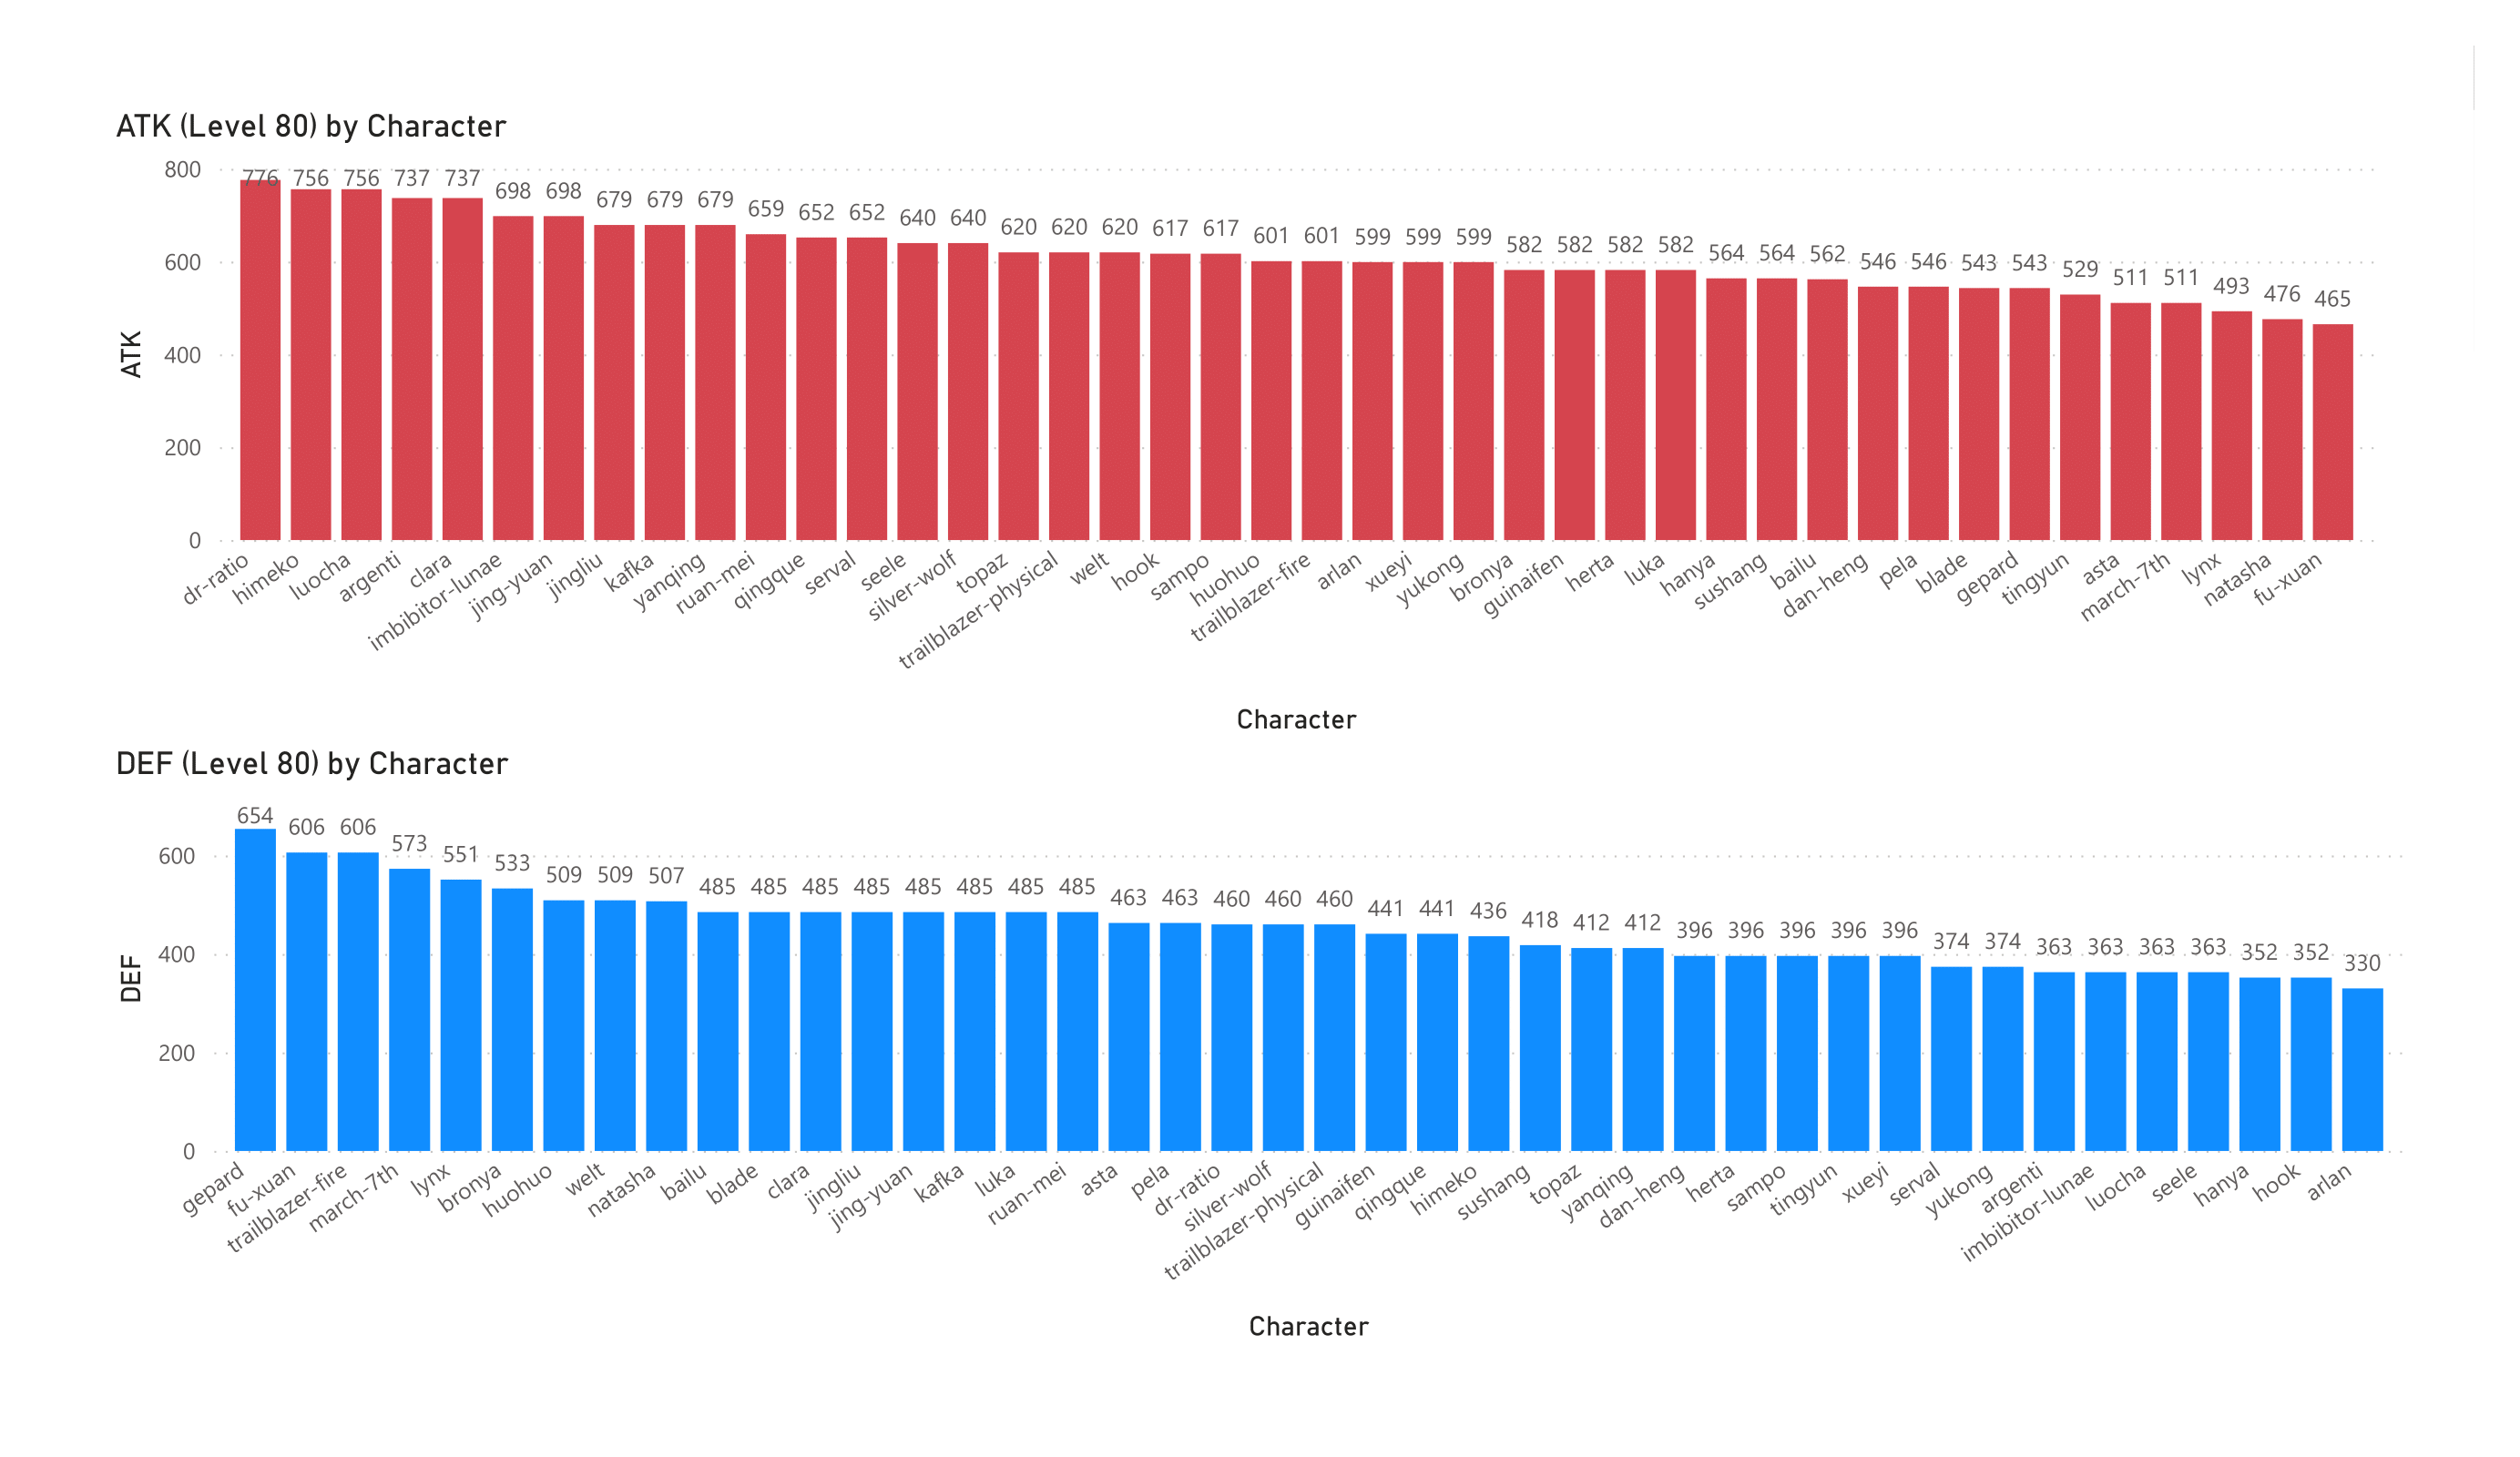 ATK (Level 80) by Character
800
600
400
200
0
ATK
776 756 756 737 737 698 698 679 679 679 659 652 652 640 640 620 620 620 617 617 601 601 599 599 599 582 582 582 582 564 564 562 546 546 543 543 529 511 511 493 476 465
dr-ratio himeko luocha argenti clara imbibitor-lunae jing-yuan jingliu kafka yanqing ruan-mei qingque serval seele silver-wolf topaz trailblazer-physical welt hook sampo huohuo trailblazer-fire arlan xueyi yukong bronya guinaifen herta luka hanya sushang bailu dan-heng pela blade gepard tingyun asta march-7th lynx natasha fu-xuan
Character
DEF (Level 80) by Character
600
400
200
0
DEF
654 606 606 573 551 533 509 509 507 485 485 485 485 485 485 485 485 463 463 460 460 460 441 441 436 418 412 412 396 396 396 396 396 374 374 363 363 363 363 352 352 330
gepard fu-xuan trailblazer-fire march-7th lynx bronya huohuo welt natasha bailu blade clara jingliu jing-yuan kafka luka ruan-mei asta pela dr-ratio silver-wolf trailblazer-physical guinaifen qingque himeko sushang topaz yanqing dan-heng herta sampo tingyun xueyi serval yukong argenti imbibitor-lunae luocha seele hanya hook arlan
Character